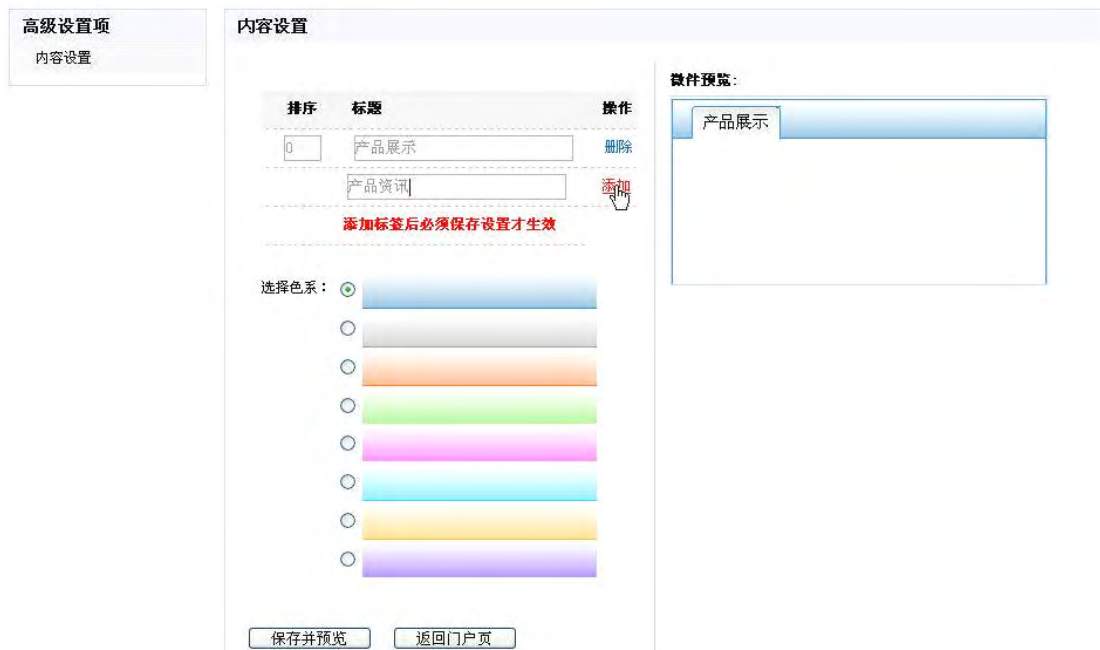 高级设置项
内容设置
内容设置
排序 标题 操作
0 产品展示 删除
产品资讯 添加
添加标签后必须保存设置才生效
选择色系：
保存并预览 返回门户页
微件预览:
产品展示